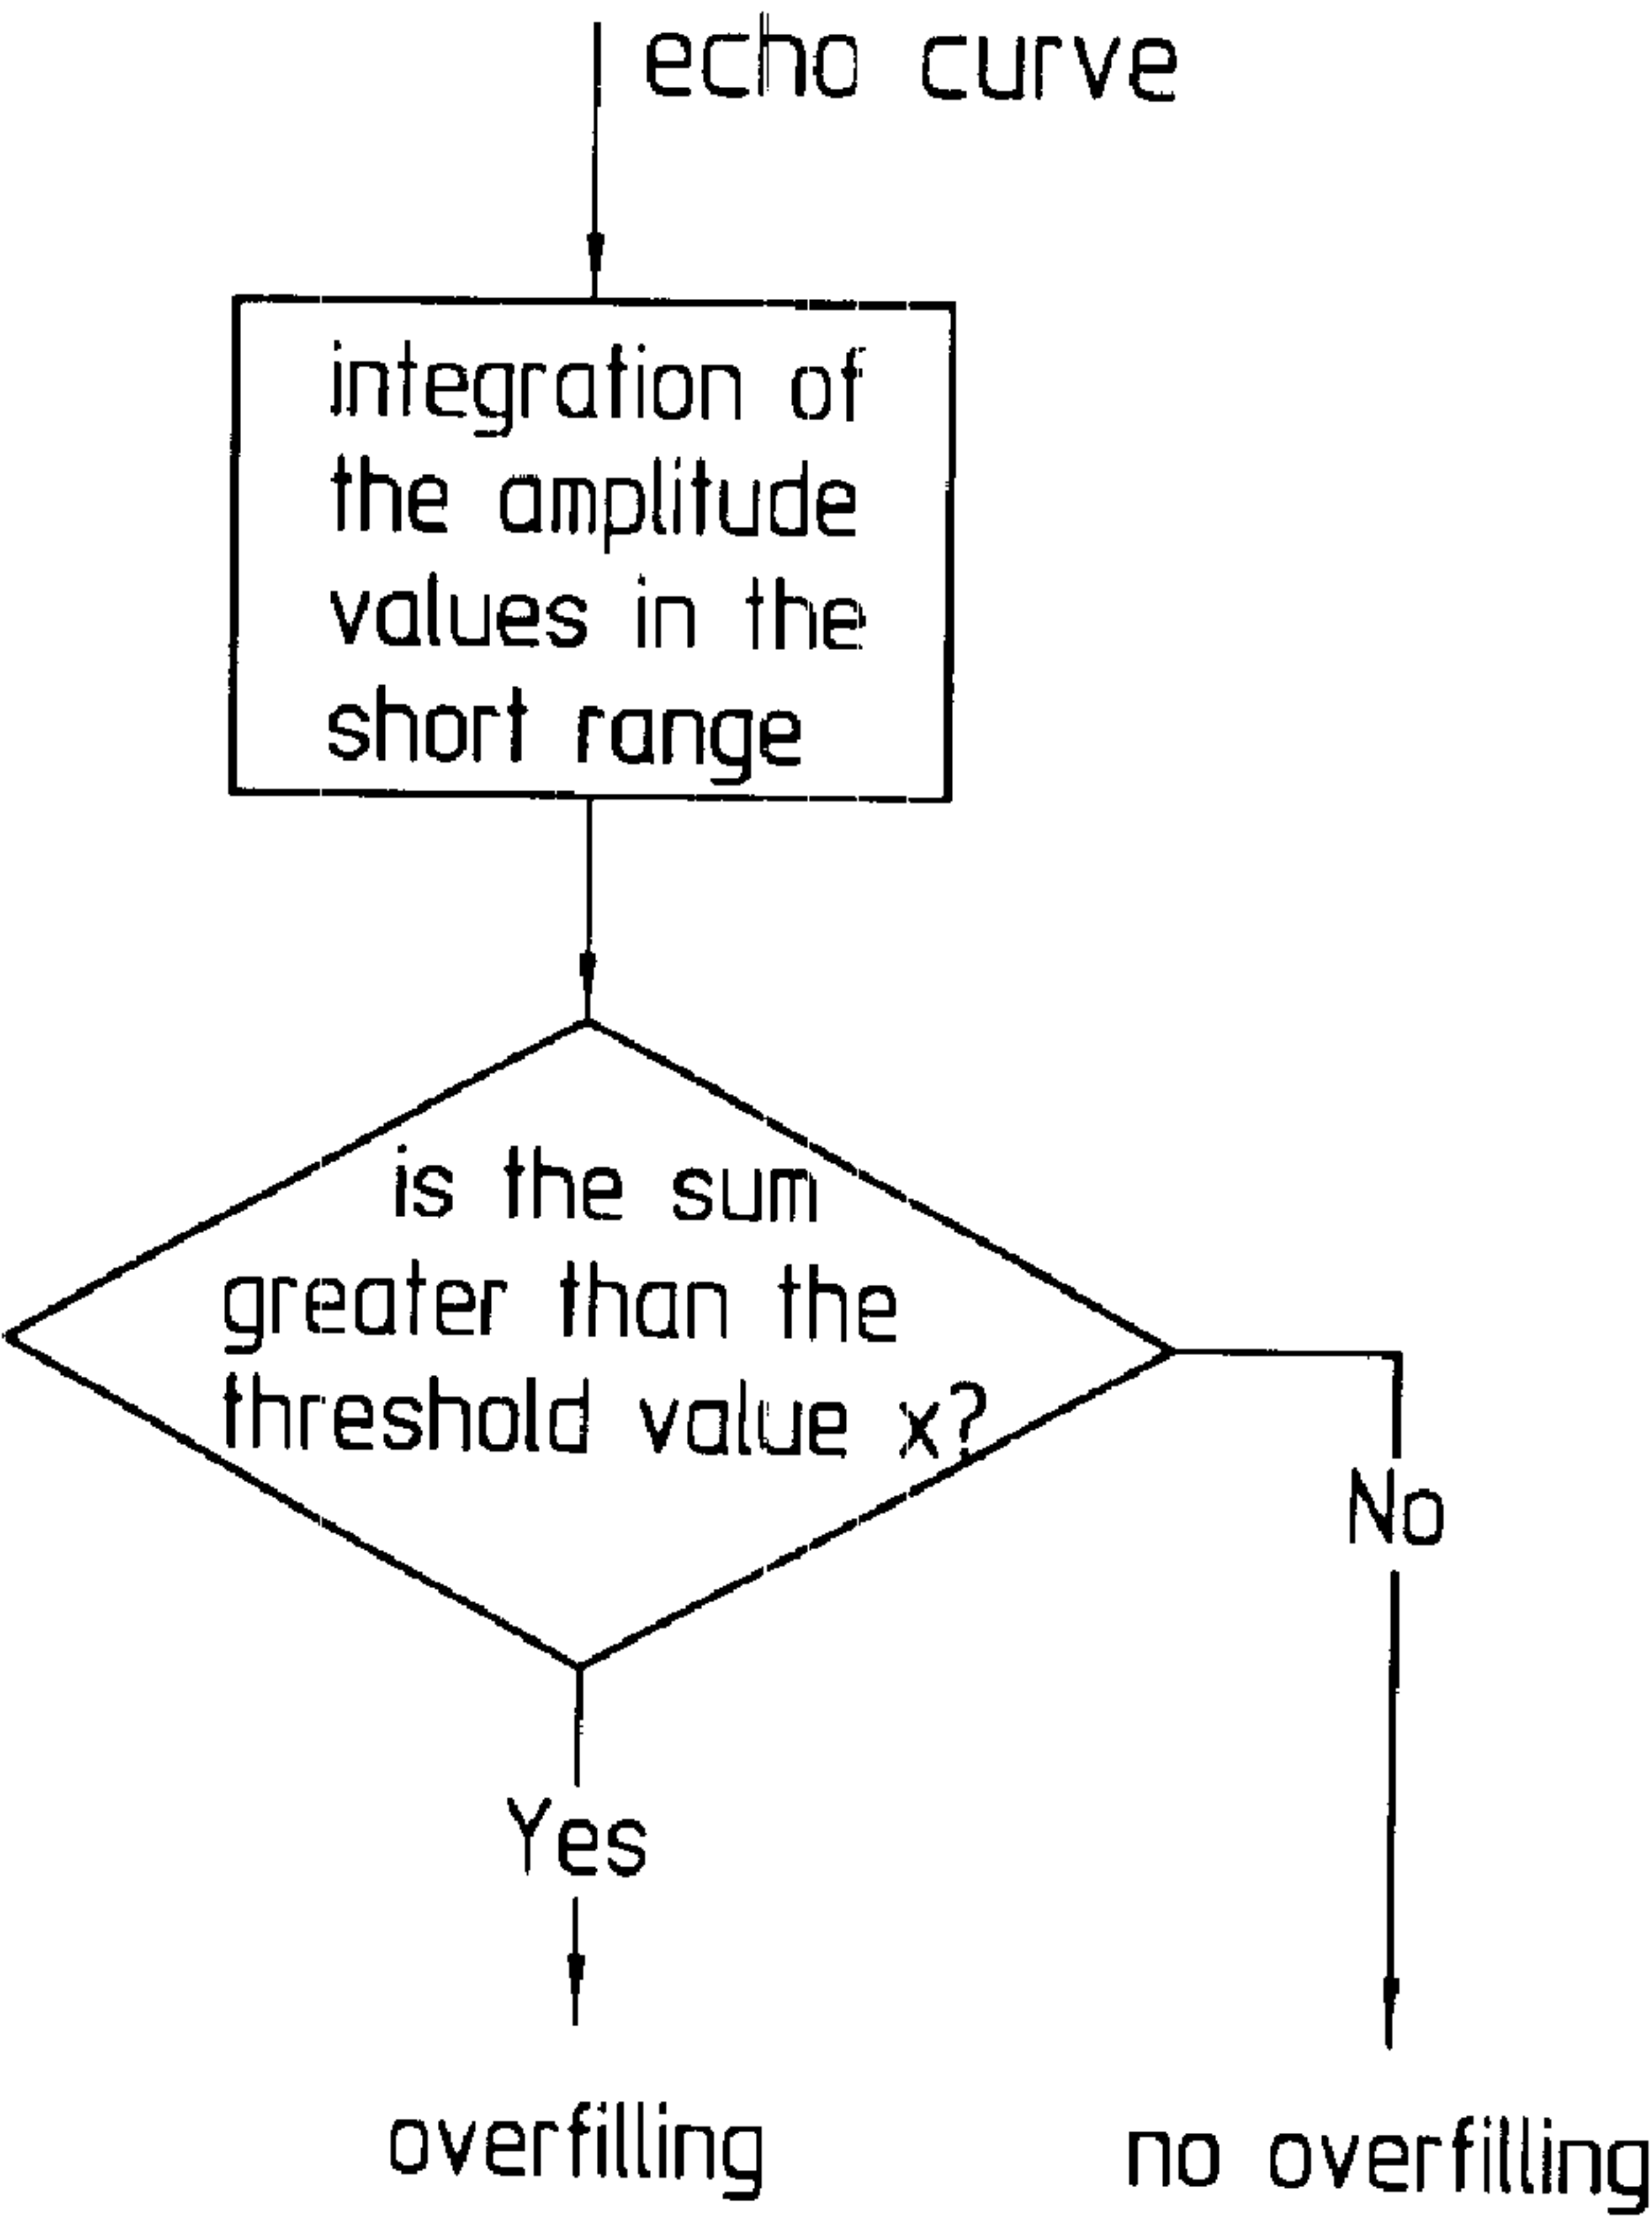 echo curve
integration of
the amplitude
values in the
short range
is the sum
greater than the
threshold value x?
No
Yes
overfilling
no overfilling